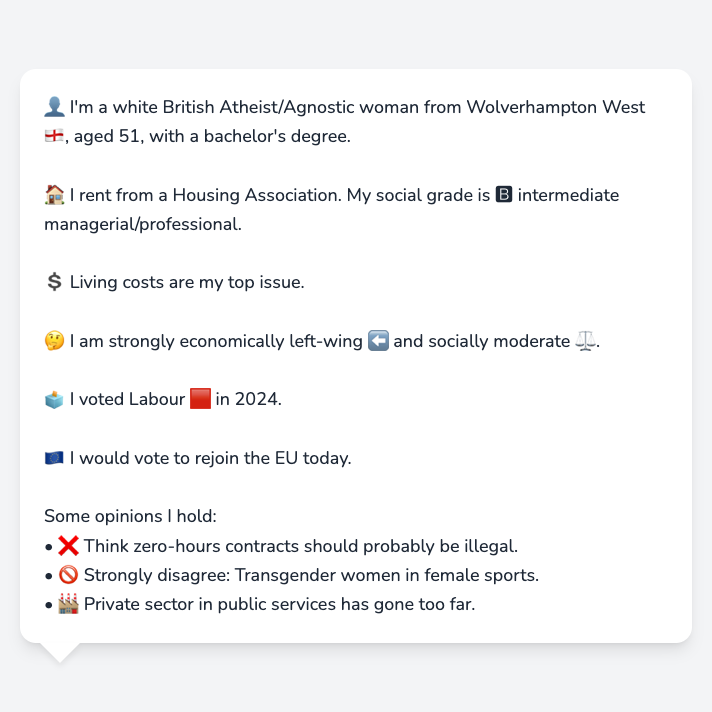 👤 I'm a white British Atheist/Agnostic woman from Wolverhampton West
🏴󠁧󠁢󠁥󠁮󠁧󠁿, aged 51, with a bachelor's degree.
🏠 I rent from a Housing Association. My social grade is 🅱 intermediate
managerial/professional.
💲 Living costs are my top issue.
🤔 I am strongly economically left-wing ⬅️ and socially moderate ⚖️.
🗳️ I voted Labour 🟥 in 2024.
🇪🇺 I would vote to rejoin the EU today.
Some opinions I hold:
• ❌ Think zero-hours contracts should probably be illegal.
• 🚫 Strongly disagree: Transgender women in female sports.
• 🏭 Private sector in public services has gone too far.